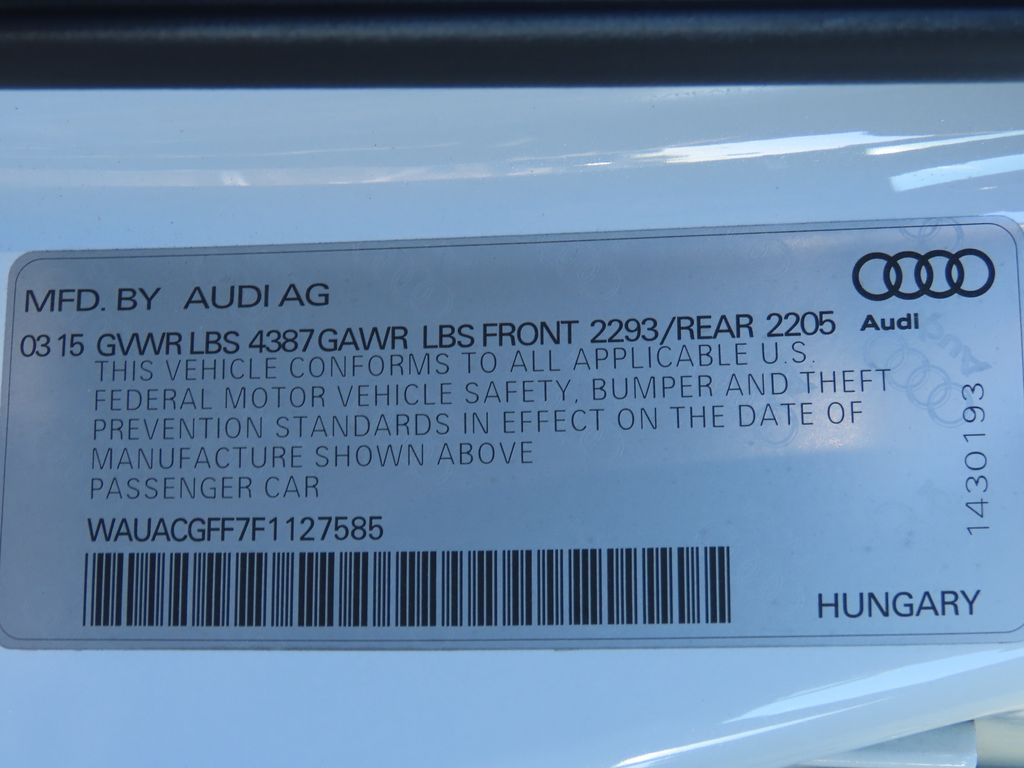 MFD. BY AUDI AG
03 15 GVWR LBS 4387 GAWR LBS FRONT 2293/REAR 2205
Audi
THIS VEHICLE CONFORMS TO ALL APPLICABLE U.S.
FEDERAL MOTOR VEHICLE SAFETY, BUMPER AND THEFT
PREVENTION STANDARDS IN EFFECT ON THE DATE OF
MANUFACTURE SHOWN ABOVE
PASSENGER CAR
WAUACGFF7F1127585
1430193
HUNGARY